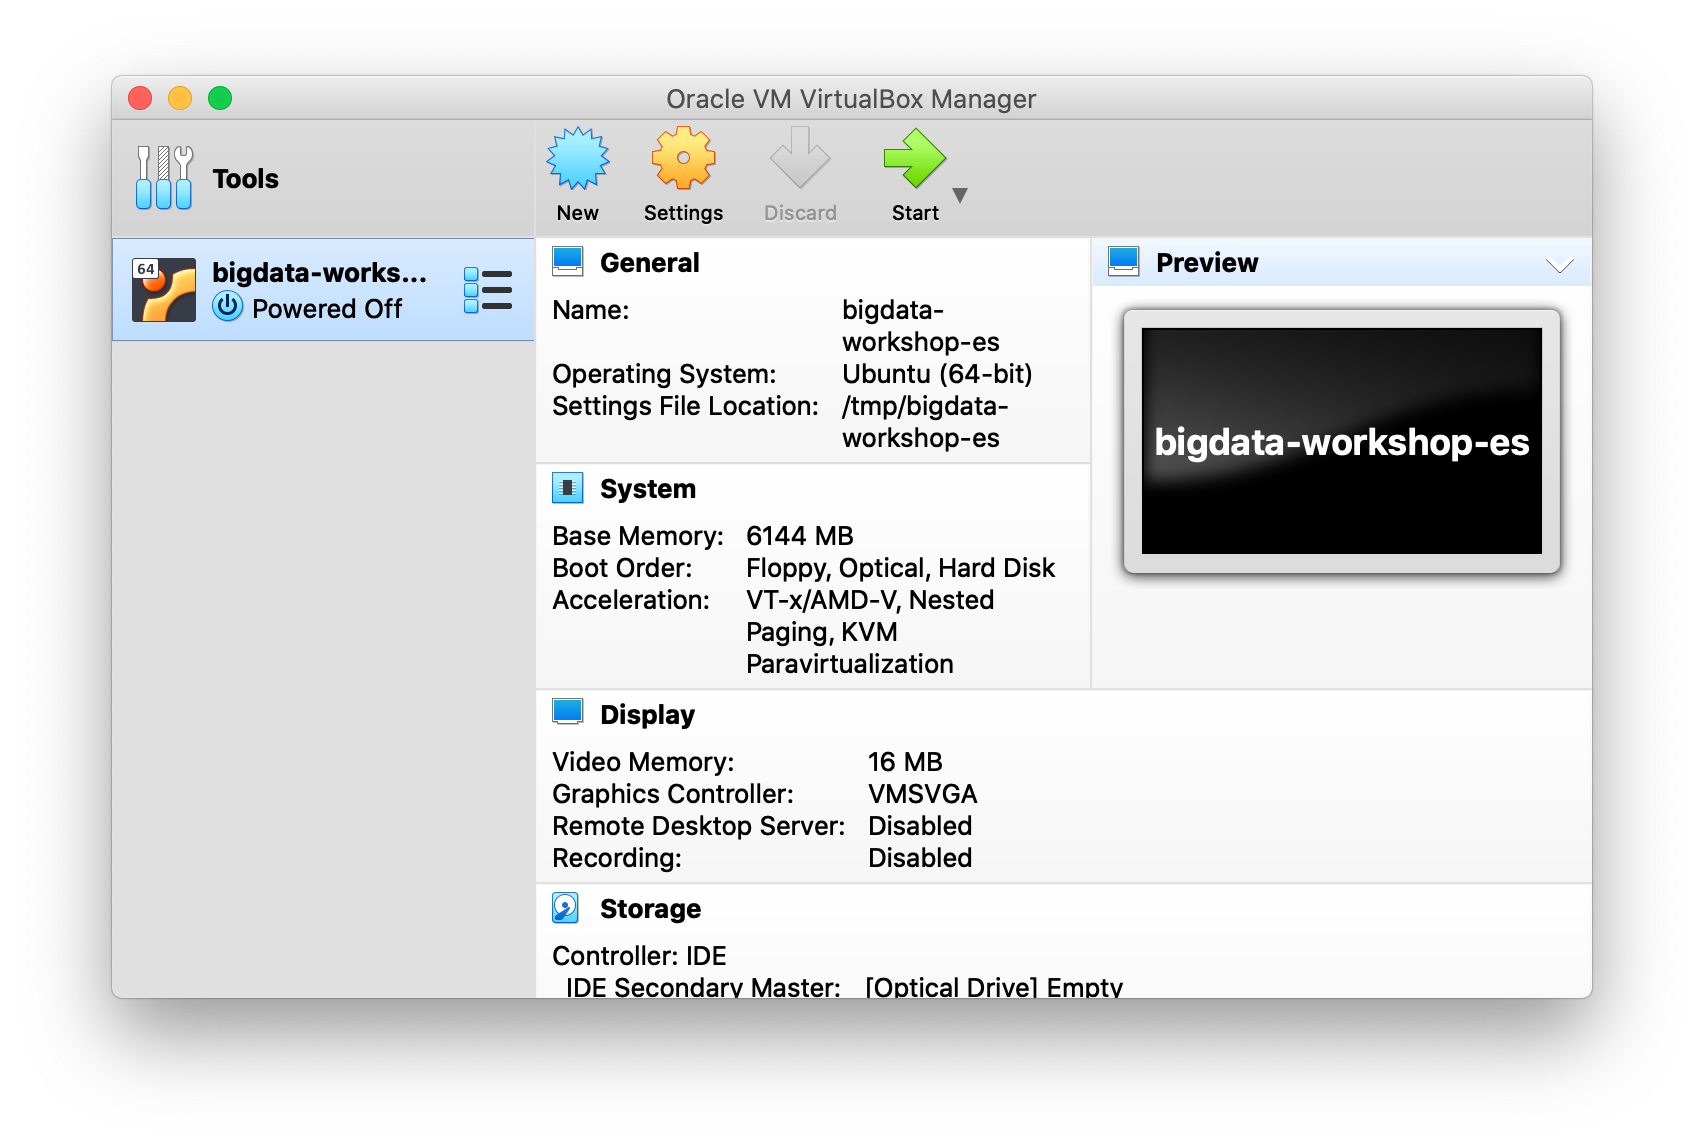 Oracle VM VirtualBox Manager
Tools
New
Settings
Discard
Start
64
bigdata-works...
Powered Off
General
Name: bigdata-
workshop-es
Operating System: Ubuntu (64-bit)
Settings File Location: /tmp/bigdata-
workshop-es
System
Base Memory: 6144 MB
Boot Order: Floppy, Optical, Hard Disk
Acceleration: VT-x/AMD-V, Nested
Paging, KVM
Paravirtualization
Preview
bigdata-workshop-es
Display
Video Memory: 16 MB
Graphics Controller: VMSVGA
Remote Desktop Server: Disabled
Recording: Disabled
Storage
Controller: IDE
IDE Secondary Master: [Optical Drive] Empty